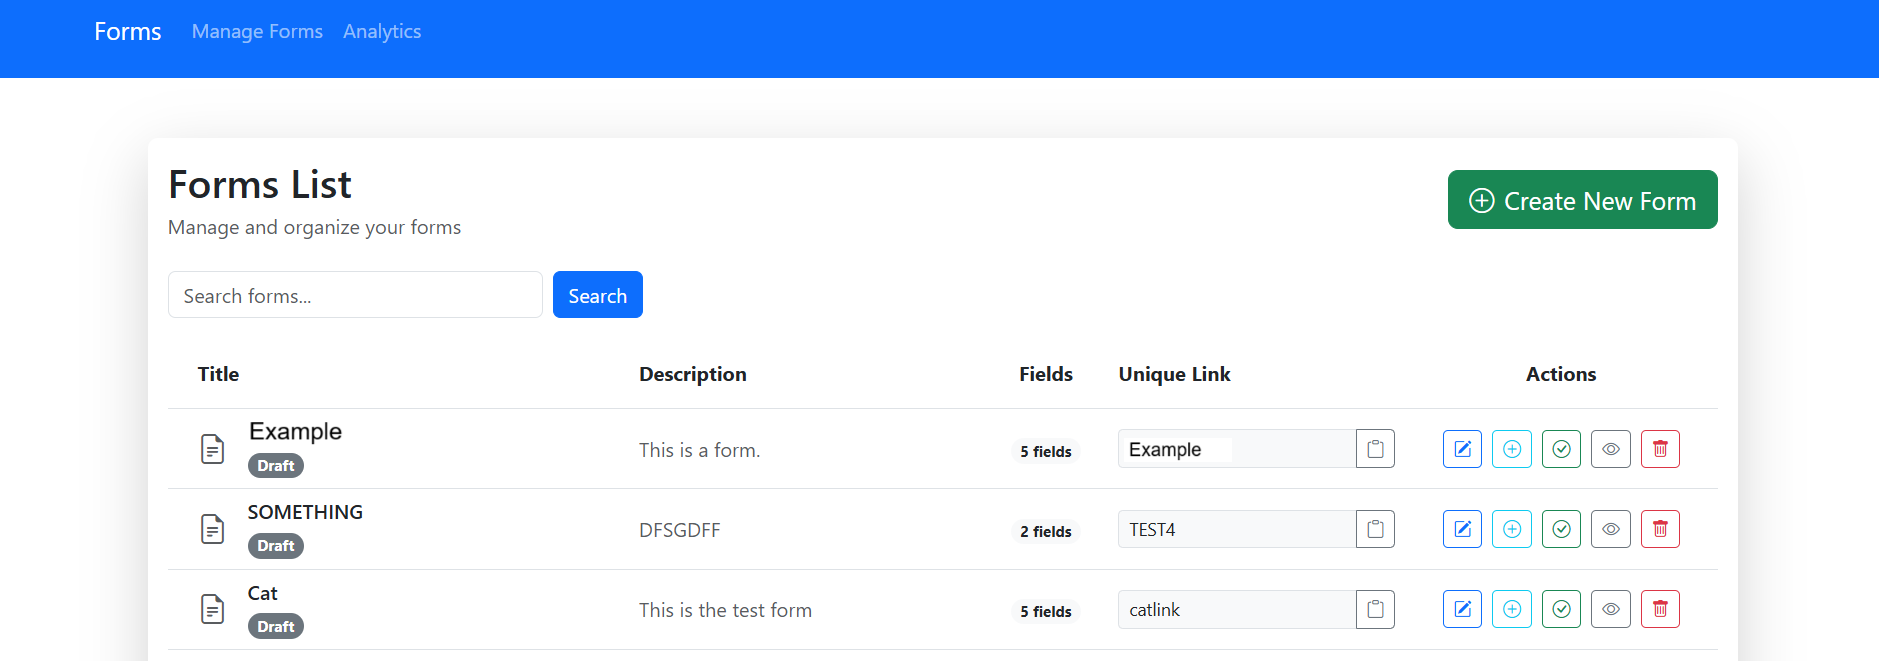 Forms Manage Forms Analytics
Forms List
Manage and organize your forms
Create New Form
Search forms... Search
Title Description Fields Unique Link Actions
Example
Draft
This is a form. 5 fields Example
SOMETHING
Draft
DFSGDFF 2 fields TEST4
Cat
Draft
This is the test form 5 fields catlink